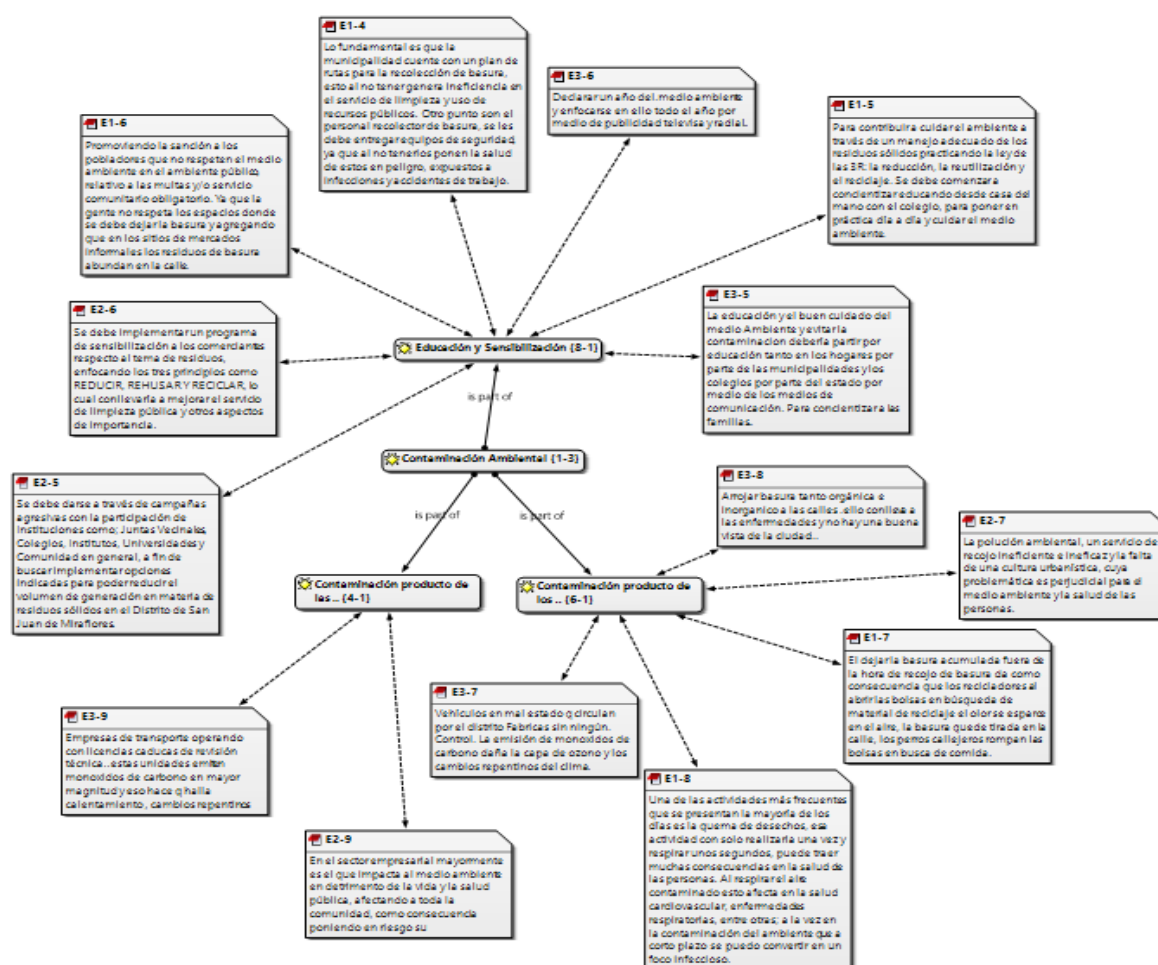 E1-4
Lo fundamental es que la
municipalidad cuente con un plan de
rutas para la recolección de basura,
esto al no tener genera ineficiencia en
el servicio de limpieza y uso de
recursos públicos. Otro punto son el
personal recolector de basura, se les
debe entregar equipos de seguridad,
ya que al no tenerlos ponen la salud
de estos en peligro, expuestos a
infecciones y accidentes de trabajo.
E3-6
Declarar un año del .medio ambiente
y enfocarse en ello todo el año por
medio de publicidad televisa y radial.
E1-5
Para contribuir a cuidar el ambiente a
través de un manejo adecuado de los
residuos sólidos practicando la ley de
las 3R: la reducción, la reutilización y
el reciclaje. Se debe comenzar a
concientizar educando desde casa del
mano con el colegio, para poner en
práctica día a día y cuidar el medio
ambiente.
E1-6
Promoviendo la sanción a los
pobladores que no respeten el medio
ambiente en el ambiente público,
relativo a las multas y/o servicio
comunitario obligatorio. Ya que la
gente no respeta los espacios donde
se debe dejar la basura y agregando
que en los sitios de mercados
informales los residuos de basura
abundan en la calle.
E2-6
Se debe implementar un programa
de sensibilización a los comerciantes
respecto al tema de residuos,
enfocando los tres principios como
REDUCIR, REHUSAR Y RECICLAR, lo
cual conllevaría a mejorar el servicio
de limpieza pública y otros aspectos
de importancia.
E3-5
La educación y el buen cuidado del
medio Ambiente y evitar la
contaminacion debería partir por
educación tanto en los hogares por
parte de las municipalidad y los
colegios por parte del estado por
medio de los medios de
comunicación. Para concientizar a las
familias.
Educación y Sensibilización {8-1}
is part of
Contaminación Ambiental {1-3}
is part of
is part of
E2-5
Se debe darse a través de campañas
agresivas con la participación de
Instituciones como; Juntas Vecinales,
Colegios, Institutos, Universidades y
Comunidad en general, a fin de
buscar implementar opciones
indicadas para poder reducir el
volumen de generación en materia de
residuos sólidos en el Distrito de San
Juan de Miraflores.
E3-8
Arrojar basura tanto orgánica e
inorganico a las calles .ello conlleva a
las enfermedades y no hay una buena
vista de la ciudad..
E2-7
La polución ambiental, un servicio de
recojo ineficiente e ineficaz y la falta
de una cultura urbanística, cuya
problemática es perjudicial para el
medio ambiente y la salud de las
personas.
Contaminación producto de
las .. {4-1}
Contaminación producto de
los .. {6-1}
E1-7
El dejar la basura acumulada fuera de
la hora de recojo de basura da como
consecuencia que los recicladores al
abrir las bolsas en búsqueda de
material de reciclaje el olor se esparce
en el aire, la basura quede tirada en la
calle, los perros callejeros rompan las
bolsas en busca de comida.
E3-7
Vehículos en mal estado q circulan
por el distrito Fabricas sin ningún.
Control. La emisión de monoxidos de
carbono daña la capa de ozono y los
cambios repentinos del clima.
E3-9
Empresas de transporte operando
con licencias caducas de revisión
técnica...estas unidades emiten
monoxidos de carbono en mayor
magnitud y eso hace q halla
calentamiento, cambios repentinos
E1-8
Una de las actividades más frecuentes
que se presentan la mayoría de los
días es la quema de desechos, esa
actividad con solo realizarla una vez y
respirar unos segundos, puede traer
muchas consecuencias en la salud de
las personas. Al respirar el aire
contaminado esto afecta en la salud
cardiovascular, enfermedades
respiratorias, entre otras; a la vez en
la contaminación del ambiente que a
corto plazo se puedo convertir en un
foco infeccioso.
E2-9
En el sector empresarial mayormente
es el que impacta al medio ambiente
en detrimento de la vida y la salud
pública, afectando a toda la
comunidad, como consecuencia
poniendo en riesgo su